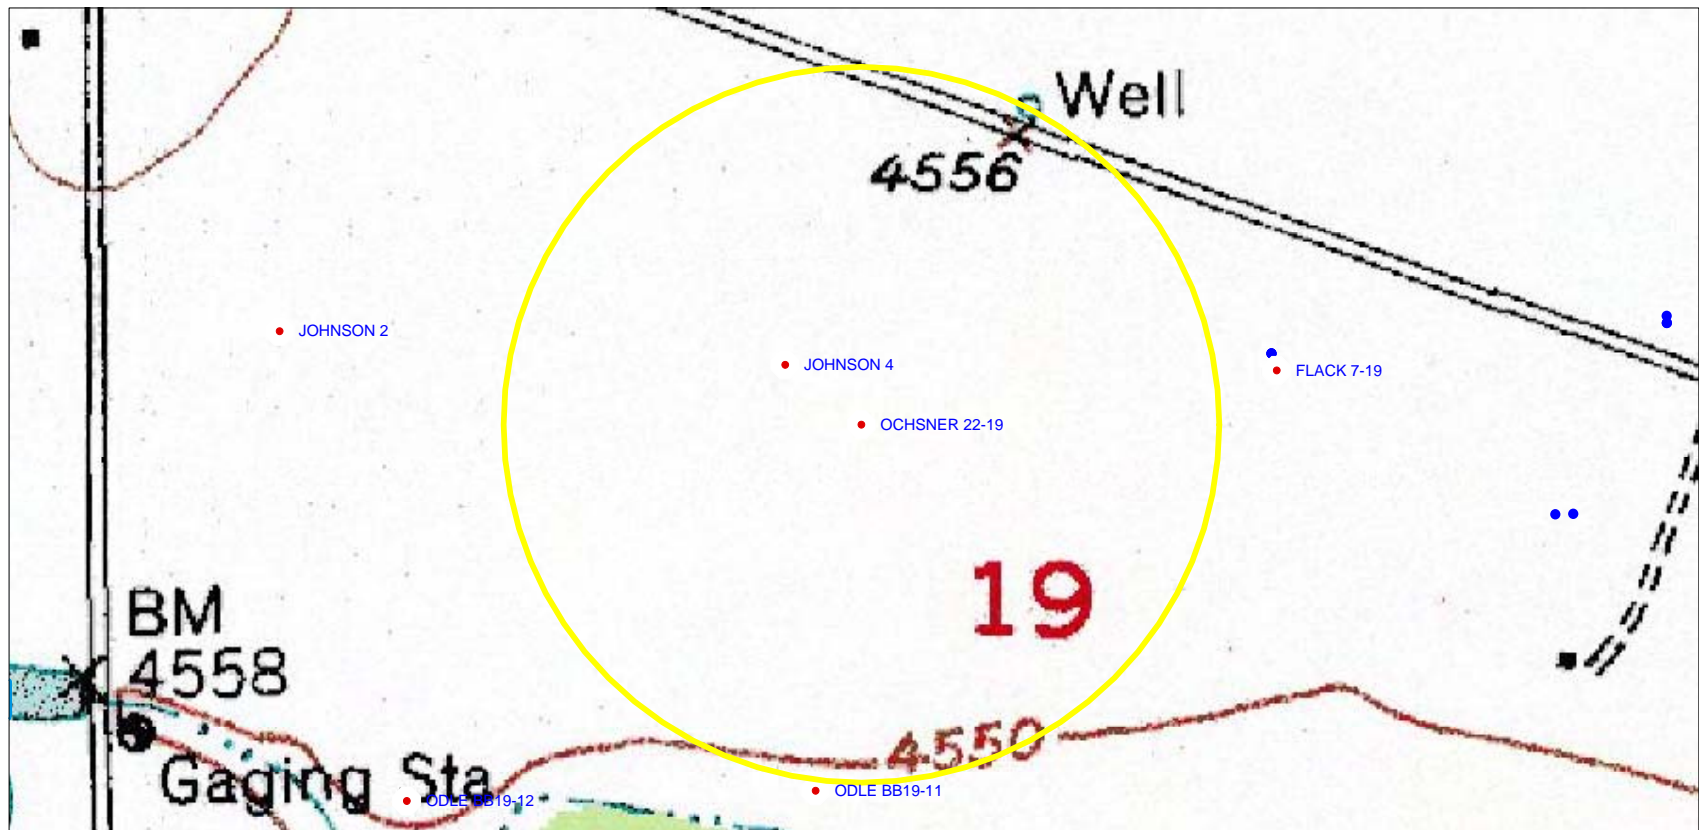 Well
4556
JOHNSON 2
JOHNSON 4
FLACK 7-19
OCHSNER 22-19
19
BM
4558
4550
Gaging Sta
ODLE BB19-12
ODLE BB19-11